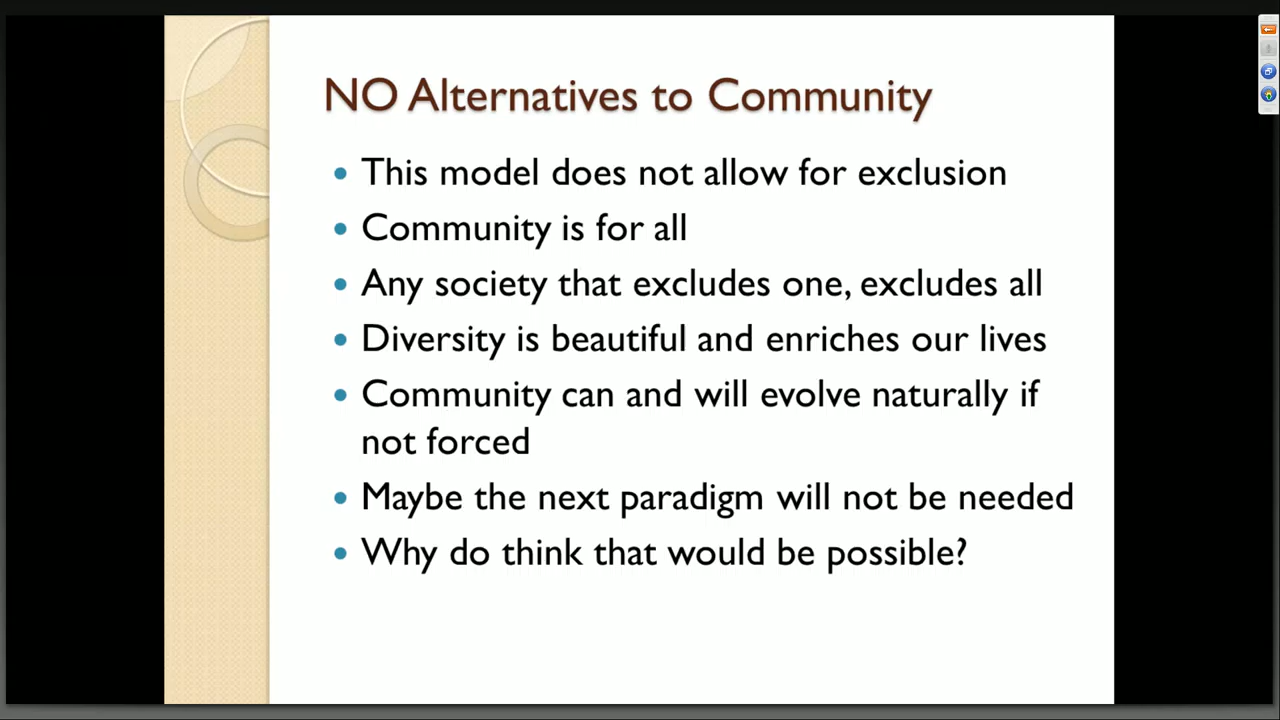 NO Alternatives to Community
• This model does not allow for exclusion
• Community is for all
• Any society that excludes one, excludes all
• Diversity is beautiful and enriches our lives
• Community can and will evolve naturally if
not forced
• Maybe the next paradigm will not be needed
• Why do think that would be possible?